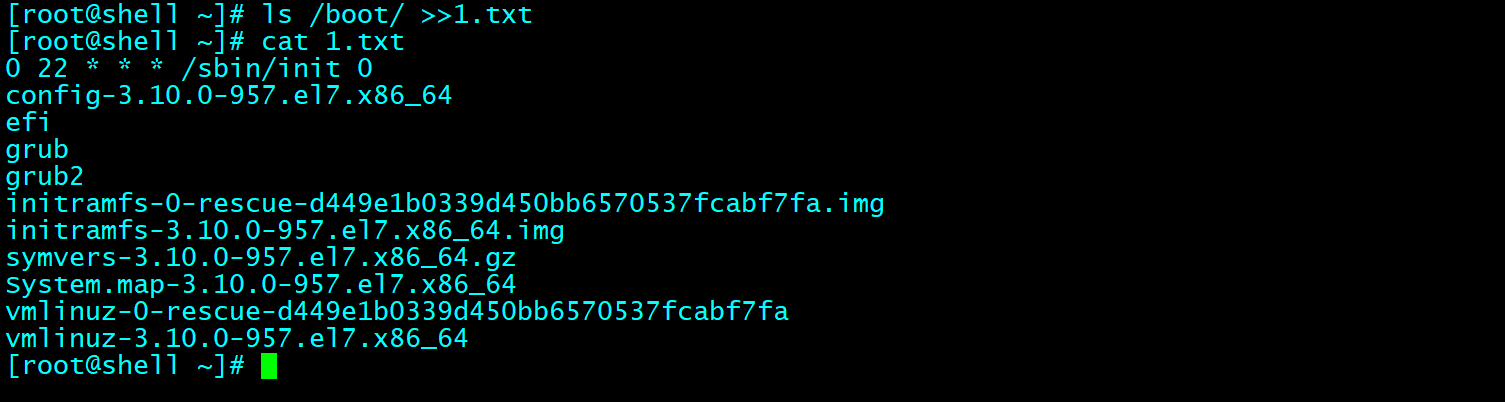 [root@shell ~]# ls /boot/ >>1.txt
[root@shell ~]# cat 1.txt
0 22 * * * /sbin/init 0
config-3.10.0-957.el7.x86_64
efi
grub
grub2
initramfs-0-rescue-d449e1b0339d450bb6570537fcabf7fa.img
initramfs-3.10.0-957.el7.x86_64.img
symvers-3.10.0-957.el7.x86_64.gz
System.map-3.10.0-957.el7.x86_64
vmlinuz-0-rescue-d449e1b0339d450bb6570537fcabf7fa
vmlinuz-3.10.0-957.el7.x86_64
[root@shell ~]#